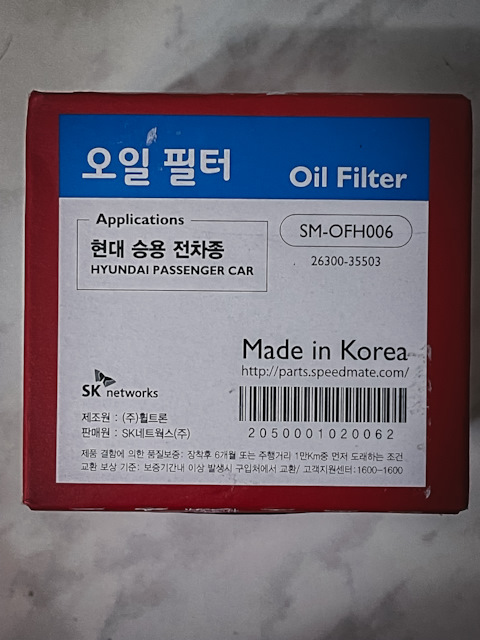 오일 필터
Oil Filter
Applications
현대 승용 전차종
HYUNDAI PASSENGER CAR
SM-OFH006
26300-35503
Made in Korea
http://parts.speedmate.com/
SK networks
제조원 : (주)휠트론
판매원 : SK네트웍스(주)
2050001020062
제품 결함에 의한 품질보증: 장착후 6개월 또는 주행거리 1만Km중 먼저 도래하는 조건
교환 보상 기준: 보증기간내 이상 발생시 구입처에서 교환/ 고객지원센터:1600-1600